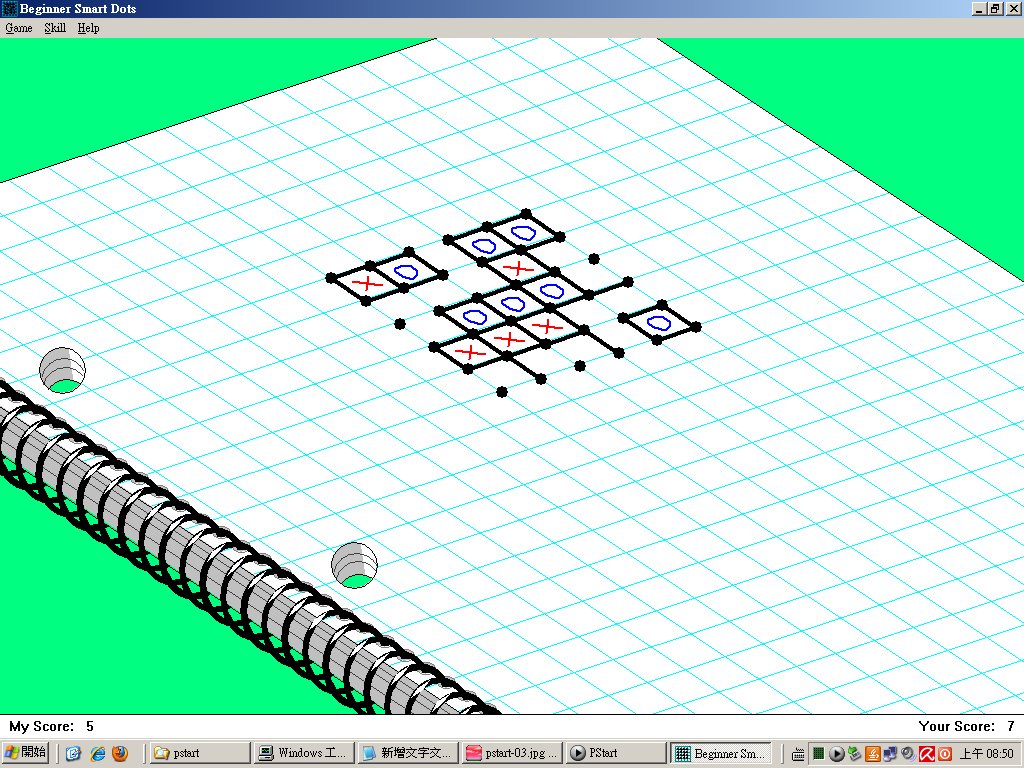 Beginner Smart Dots
Game Skill Help
My Score: 5
Your Score: 7
開始
pstart
Windows 工...
新增文字文...
pstart-03.jpg ...
PStart
Beginner Sm...
上午 08:50